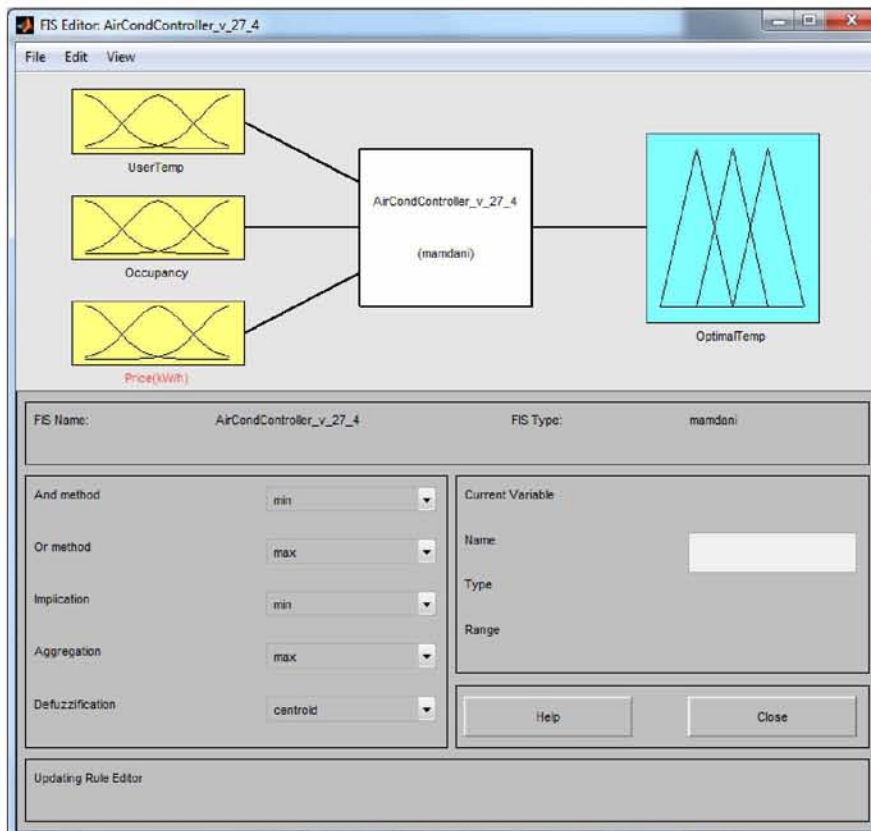 FIS Editor: AirCondController_v_27_4
File Edit View
UserTemp
AirCondController_v_27_4
Occupancy
(mamdani)
OptimalTemp
Price(kW/h)
FIS Name: AirCondController_v_27_4 FIS Type: mamdani
And method min
Or method max
Implication min
Aggregation max
Defuzzification centroid
Current Variable
Name
Type
Range
Help Close
Updating Rule Editor